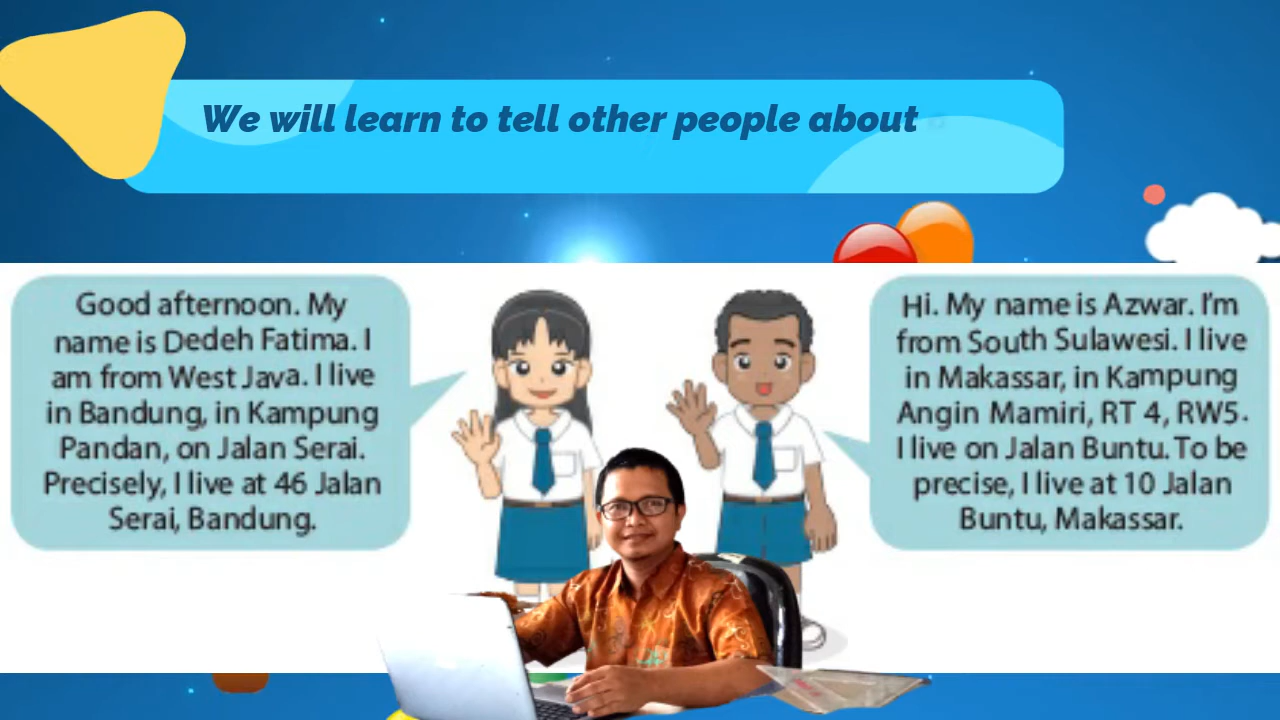 We will learn to tell other people about
Good afternoon. My
name is Dedeh Fatima. I
am from West Java. I live
in Bandung, in Kampung
Pandan, on Jalan Serai.
Precisely, I live at 46 Jalan
Serai, Bandung.
Hi. My name is Azwar. I'm
from South Sulawesi. I live
in Makassar, in Kampung
Angin Mamiri, RT 4, RW5.
I live on Jalan Buntu. To be
precise, I live at 10 Jalan
Buntu, Makassar.